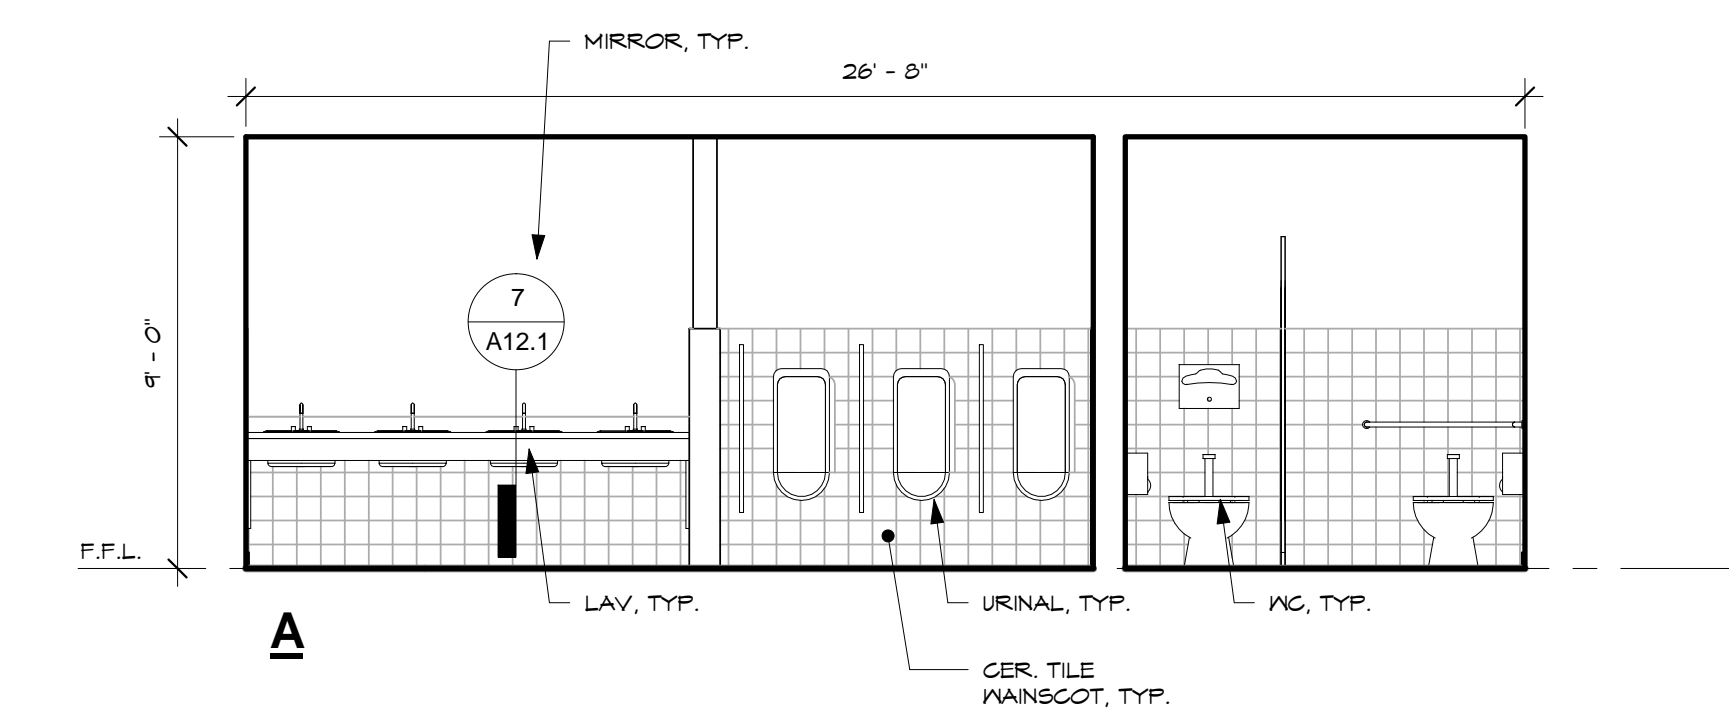 MIRROR, TYP.
26' - 8"
7
A12.1
9' - 0"
F.F.L.
LAV, TYP.
URINAL, TYP.
WC, TYP.
A
CER. TILE
WAINSCOT, TYP.